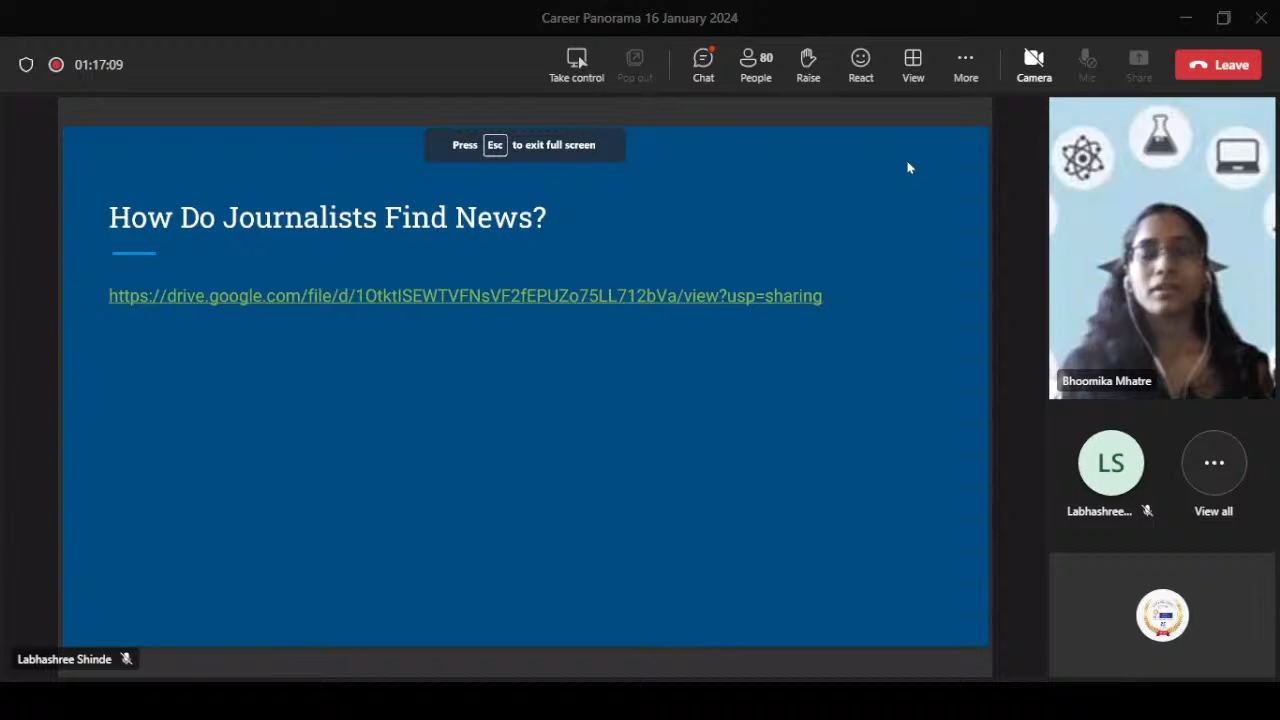 Career Panorama 16 January 2024
01:17:09
Take control
Pop out
Chat
80
People
Raise
React
View
More
Camera
Mic
Share
Leave
Press Esc to exit full screen
How Do Journalists Find News?
https://drive.google.com/file/d/1OtktlSEWTVFNsVF2fEPUZo75LL712bVa/view?usp=sharing
Bhoomika Mhatre
LS
Labhashree...
View all
Labhashree Shinde